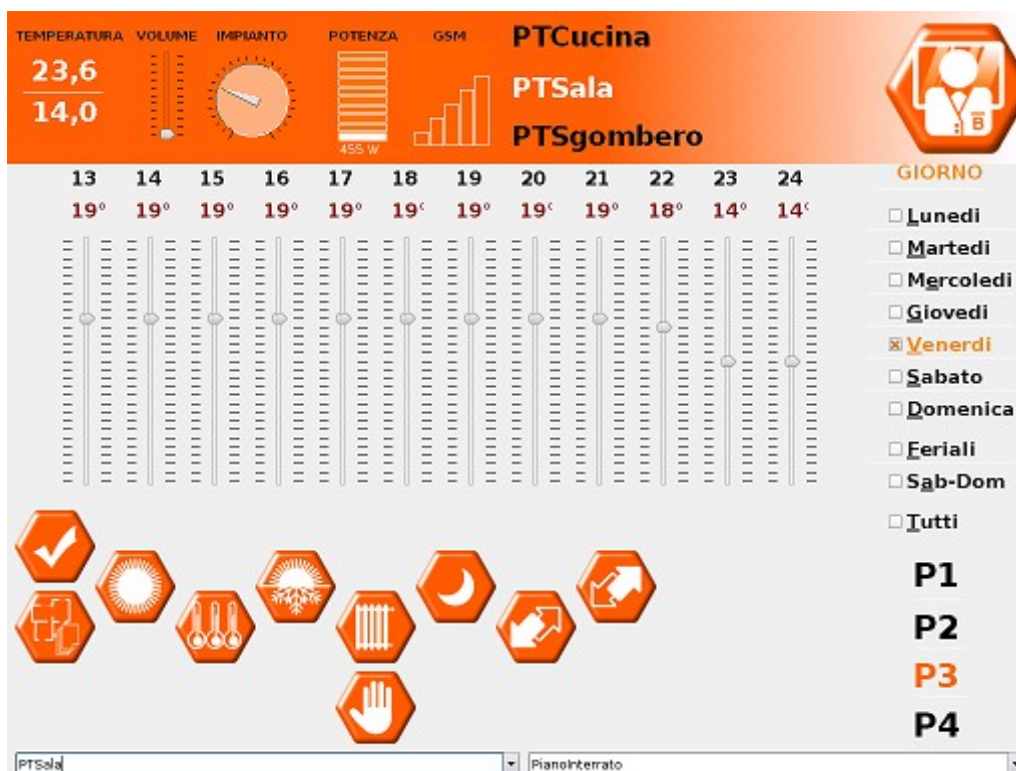 TEMPERATURA VOLUME IMPIANTO POTENZA GSM
23,6
14,0
455 W
PTCucina
PTSala
PTSgombero
B
13 14 15 16 17 18 19 20 21 22 23 24
19° 19° 19° 19° 19° 19° 19° 19° 19° 18° 14° 14°
GIORNO
Lunedi
Martedi
Mercoledi
Giovedi
Venerdi
Sabato
Domenica
Feriali
Sab-Dom
Tutti
P1
P2
P3
P4
PTSala
PianoInterrato